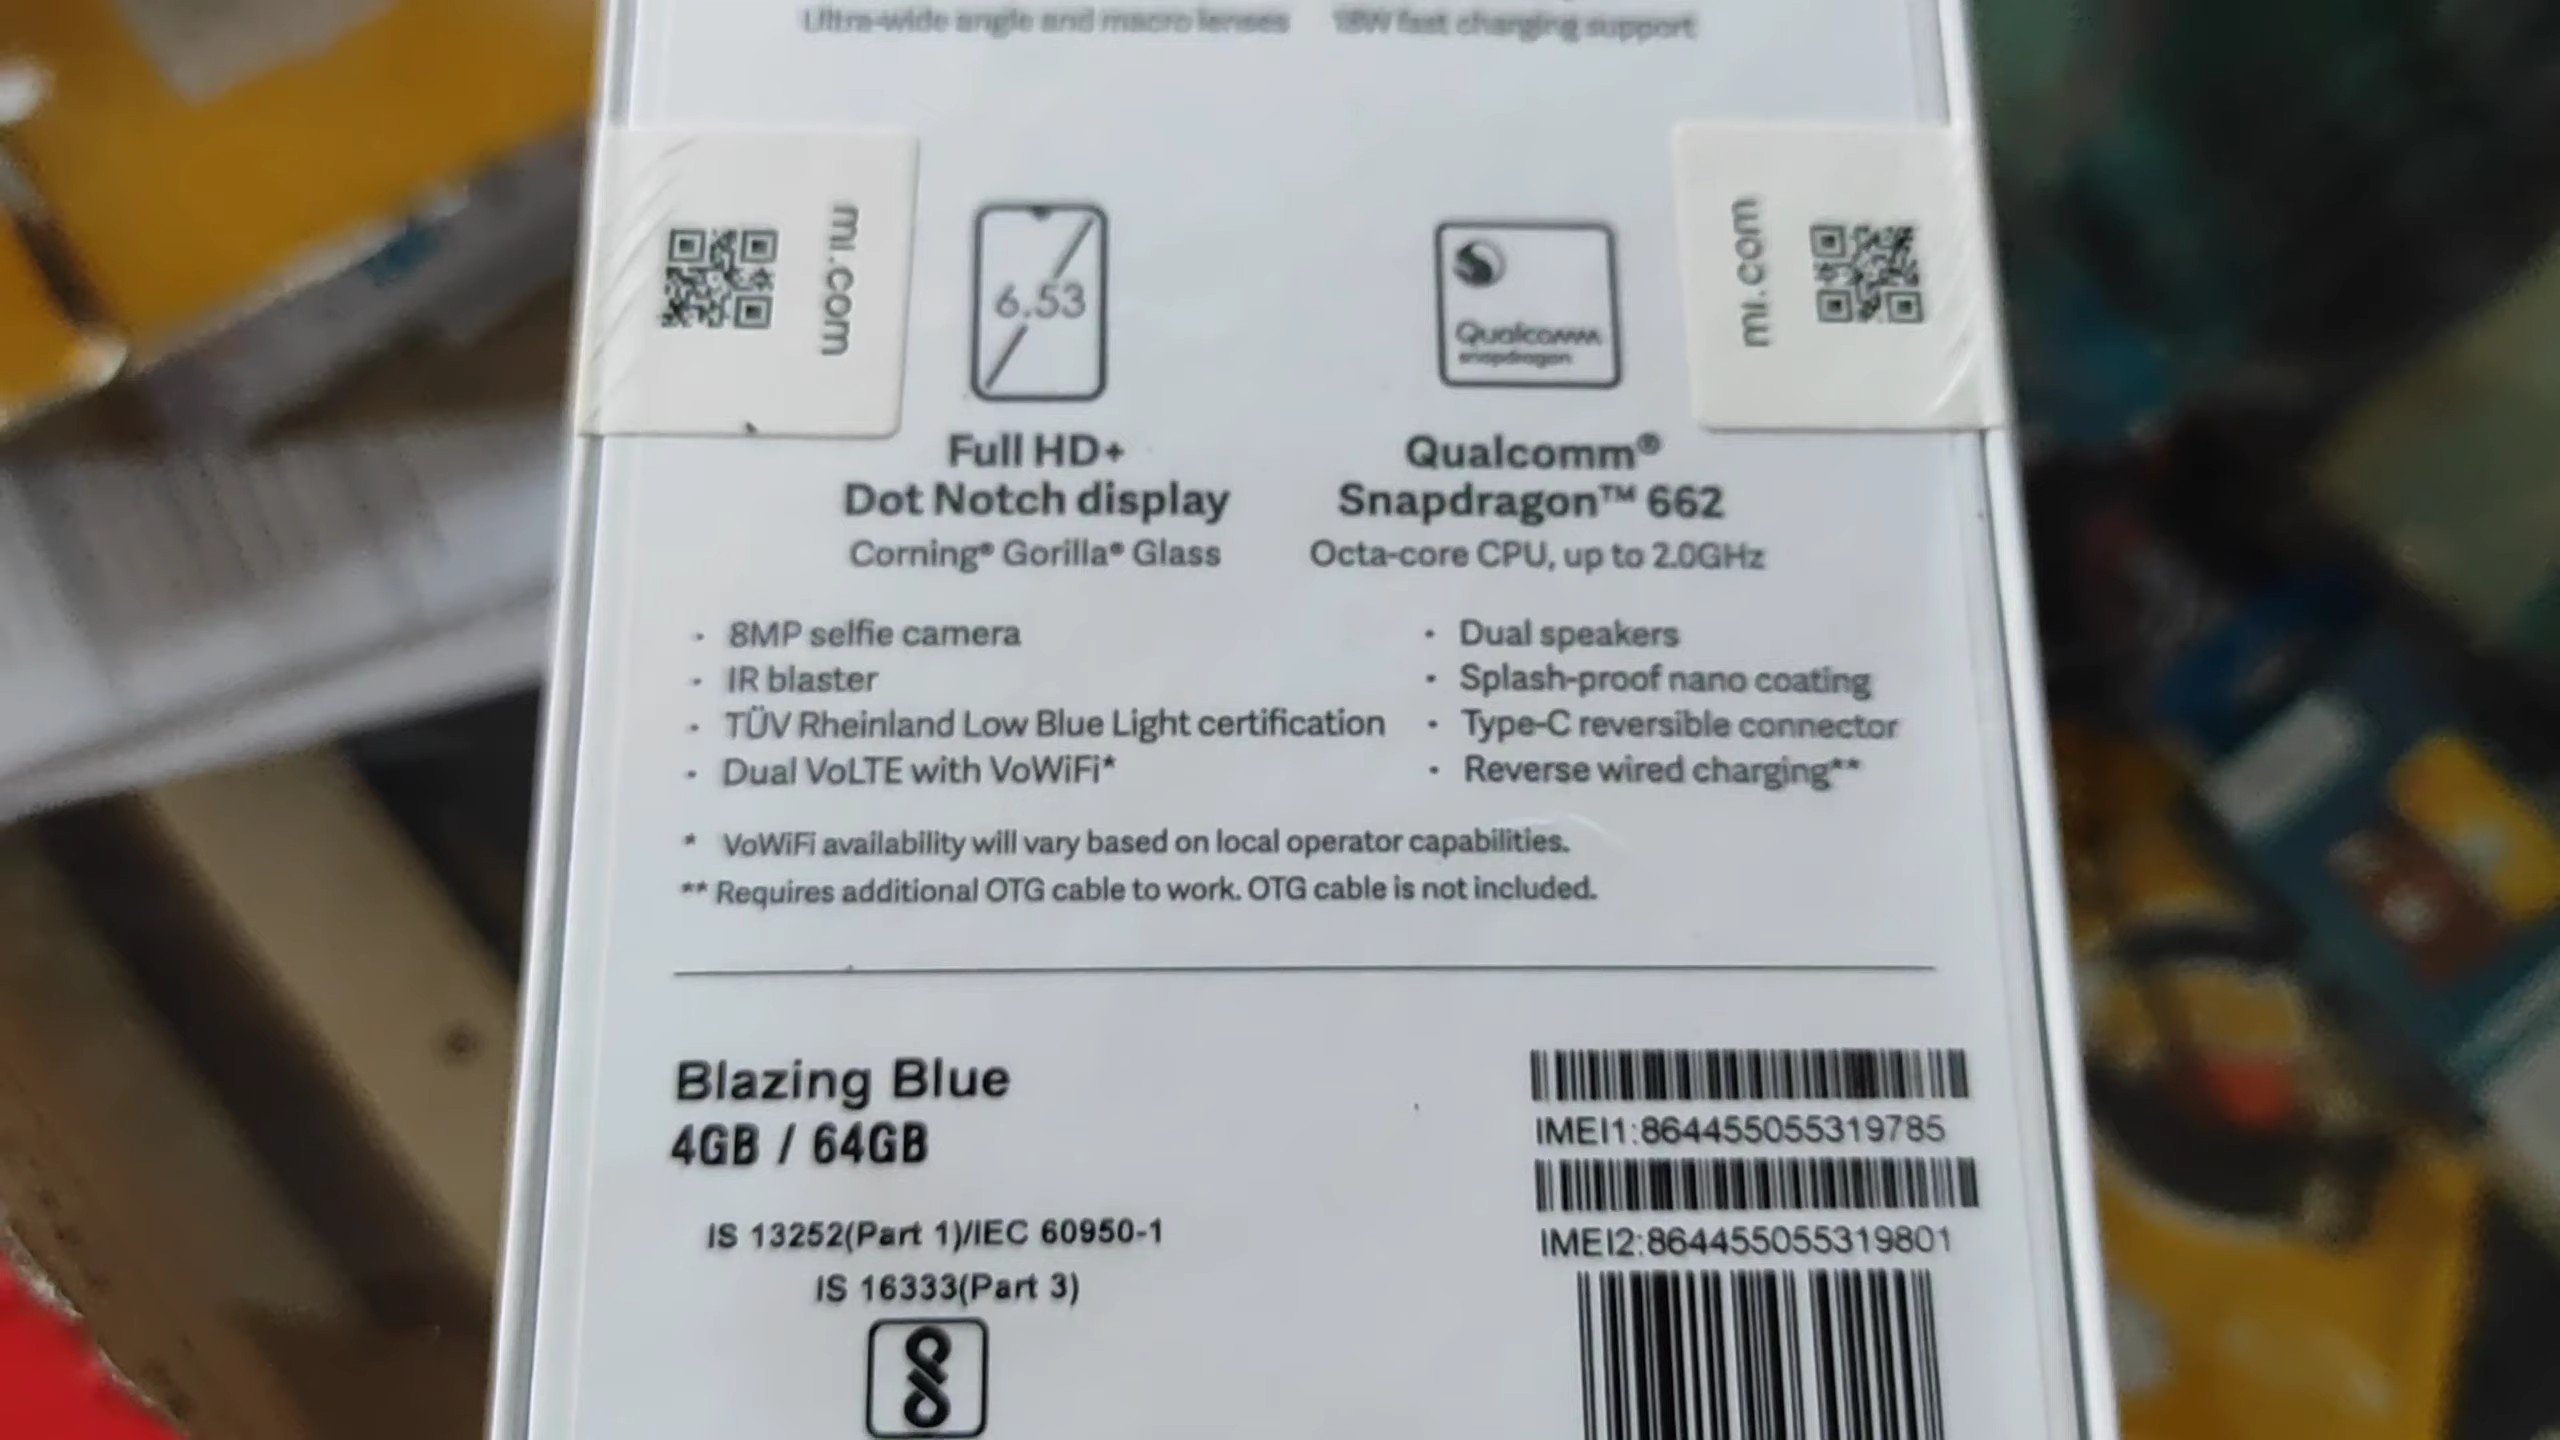 Ultra-wide angle and macro lenses
18W fast charging support
mi.com
6.53
Qualcomm
snapdragon
mi.com
Full HD+
Dot Notch display
Corning® Gorilla® Glass
Qualcomm®
Snapdragon™ 662
Octa-core CPU, up to 2.0GHz
· 8MP selfie camera
· IR blaster
· TÜV Rheinland Low Blue Light certification
· Dual VoLTE with VoWiFi*
· Dual speakers
· Splash-proof nano coating
· Type-C reversible connector
· Reverse wired charging**
* VoWiFi availability will vary based on local operator capabilities.
** Requires additional OTG cable to work. OTG cable is not included.
Blazing Blue
4GB / 64GB
IS 13252(Part 1)/IEC 60950-1
IS 16333(Part 3)
IMEI1:864455055319785
IMEI2:864455055319801